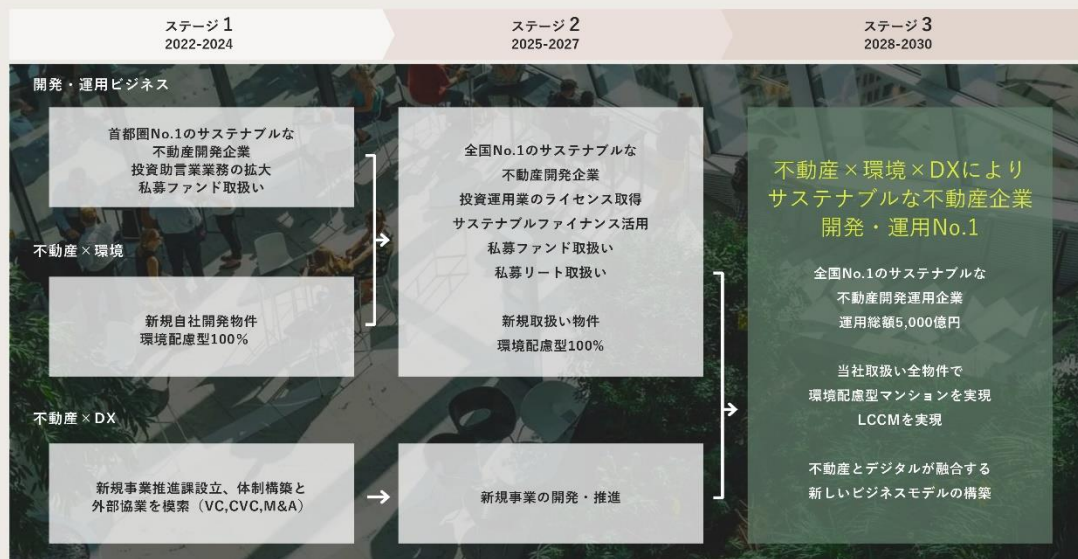 ステージ 1
2022-2024
ステージ 2
2025-2027
ステージ 3
2028-2030
開発・運用ビジネス
首都圏No.1のサステナブルな
不動産開発企業
投資助言業業務の拡大
私募ファンド取扱い
不動産×環境
新規自社開発物件
環境配慮型100%
不動産×DX
新規事業推進課設立、体制構築と
外部協業を模索（VC,CVC,M&A）
全国No.1のサステナブルな
不動産開発企業
投資運用業のライセンス取得
サステナブルファイナンス活用
私募ファンド取扱い
私募リート取扱い
新規取扱い物件
環境配慮型100%
新規事業の開発・推進
不動産×環境×DXにより
サステナブルな不動産企業
開発・運用No.1
全国No.1のサステナブルな
不動産開発運用企業
運用総額5,000億円
当社取扱い全物件で
環境配慮型マンションを実現
LCCMを実現
不動産とデジタルが融合する
新しいビジネスモデルの構築